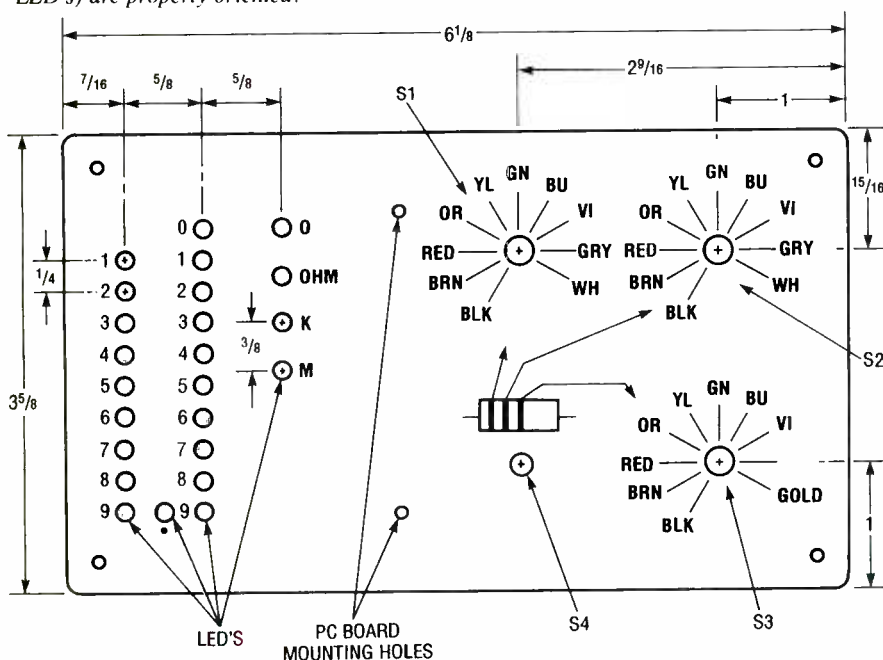 LED's) are properly oriented.
6 1/8
2 9/16
7/16
5/8
5/8
S1
1
15/16
GN
YL
BU
OR
VI
RED
GRY
BRN
WH
BLK
GN
YL
BU
OR
VI
RED
GRY
BRN
WH
BLK
S2
0
1
2
3
4
5
6
7
8
9
1
2
3
4
5
6
7
8
9
1/4
O
OHM
K
M
3/8
3 5/8
GN
YL
BU
OR
VI
RED
BRN
GOLD
BLK
1
LED'S
PC BOARD
MOUNTING HOLES
S4
S3